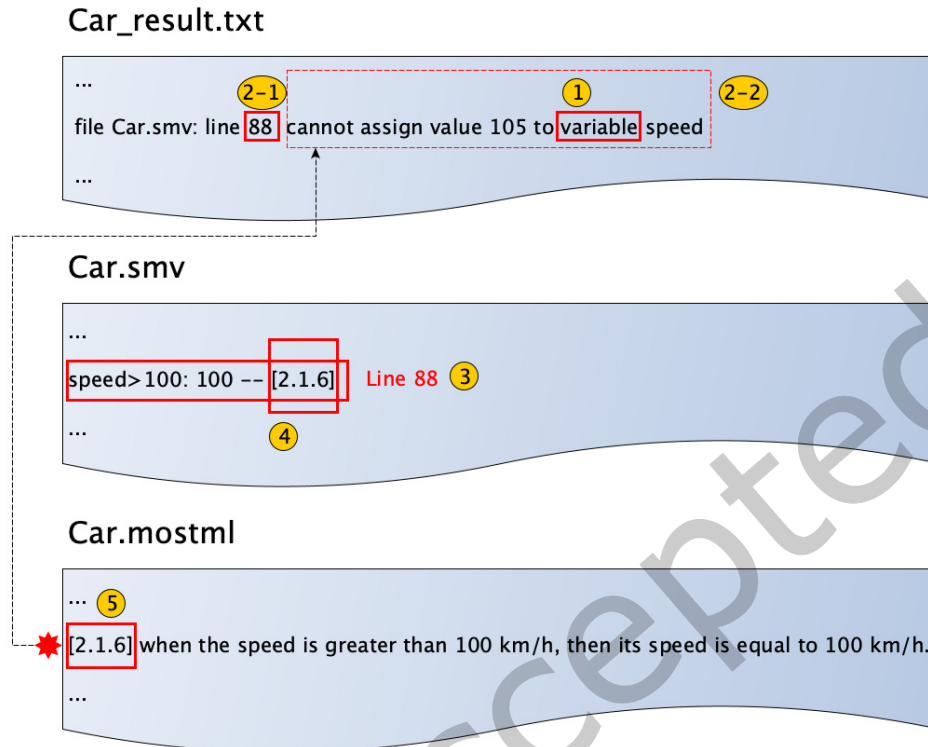 Car_result.txt
...
2-1 1 2-2
file Car.smv: line 88 cannot assign value 105 to variable speed
...
Car.smv
...
speed>100: 100 -- [2.1.6] Line 88 3
... 4
Car.mostml
... 5
[2.1.6] when the speed is greater than 100 km/h, then its speed is equal to 100 km/h.
...
ccepted